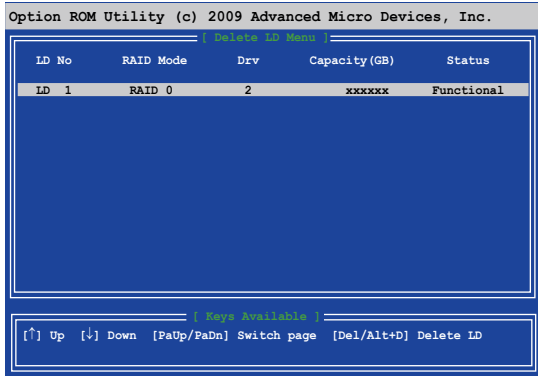 Option ROM Utility (c) 2009 Advanced Micro Devices, Inc.
[ Delete LD Menu ]
LD No RAID Mode Drv Capacity(GB) Status
LD 1 RAID 0 2 xxxxxx Functional
[ Keys Available ]
[↑] Up [↓] Down [PaUp/PaDn] Switch page [Del/Alt+D] Delete LD